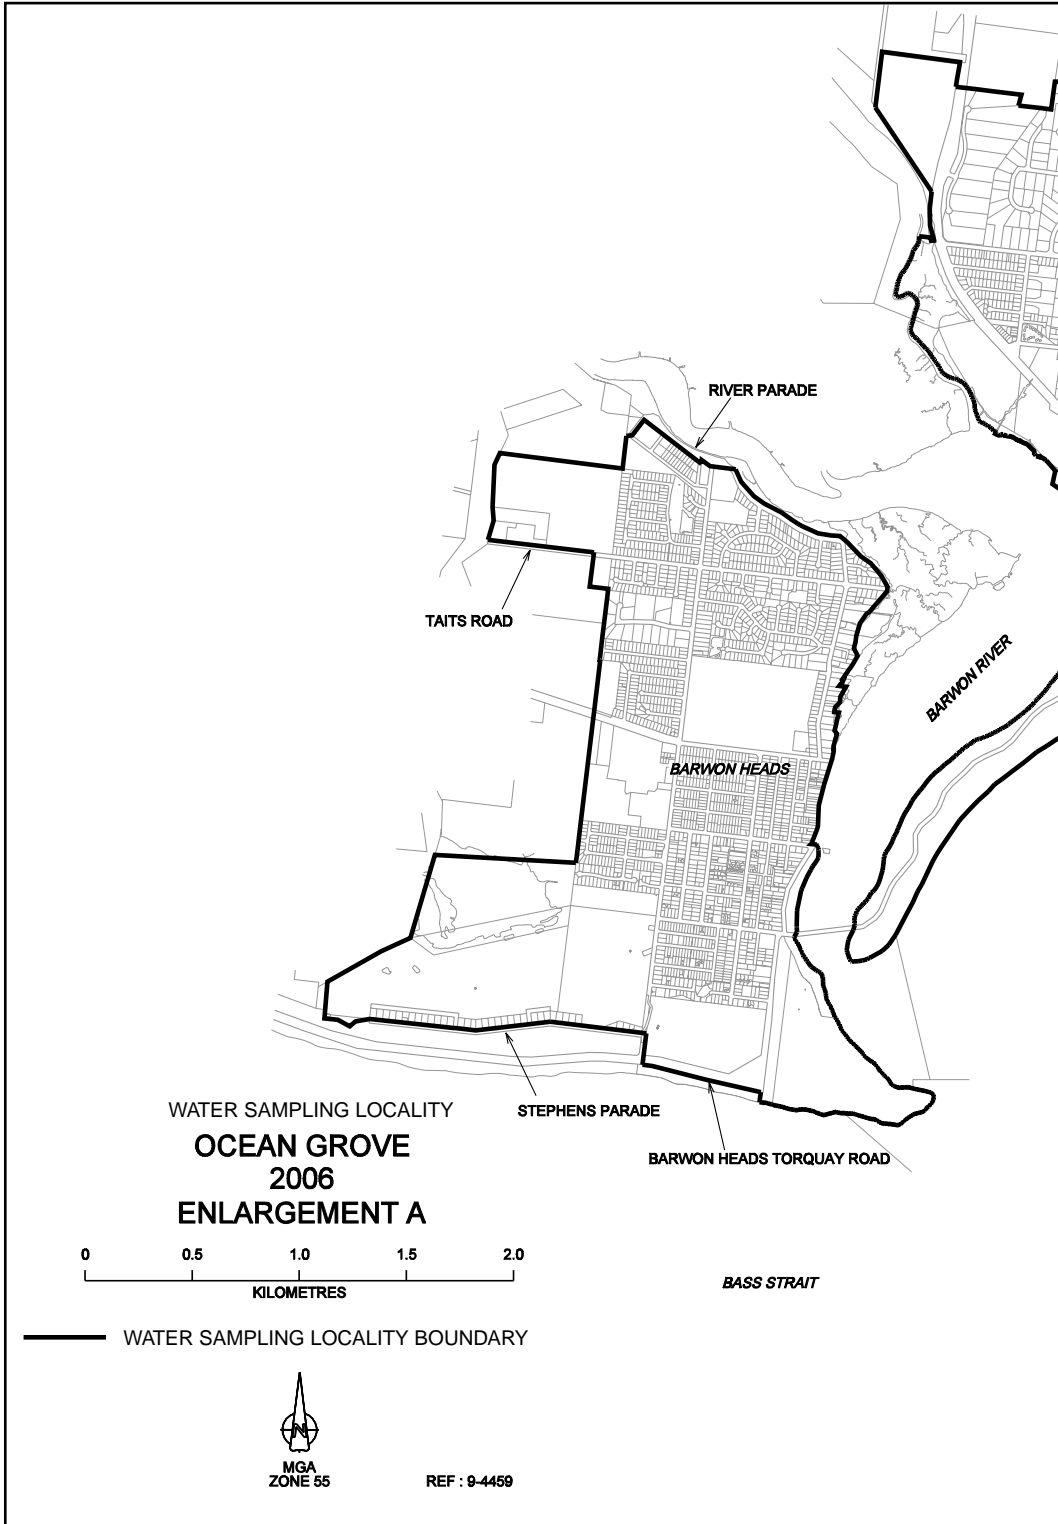 RIVER PARADE
TAITS ROAD
BARWON RIVER
BARWON HEADS
WATER SAMPLING LOCALITY
OCEAN GROVE
2006
ENLARGEMENT A
STEPHENS PARADE
BARWON HEADS TORQUAY ROAD
0 0.5 1.0 1.5 2.0
KILOMETRES
BASS STRAIT
WATER SAMPLING LOCALITY BOUNDARY
N
MGA
ZONE 55
REF : 9-4459